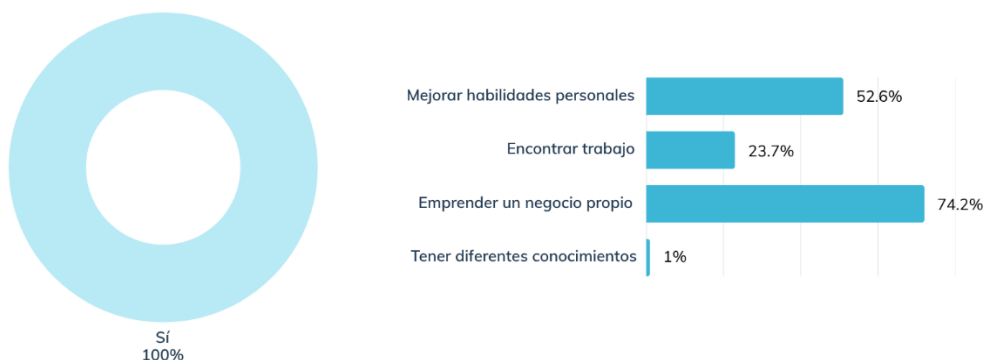 Sí
100%
Mejorar habilidades personales 52.6%
Encontrar trabajo 23.7%
Emprender un negocio propio 74.2%
Tener diferentes conocimientos 1%